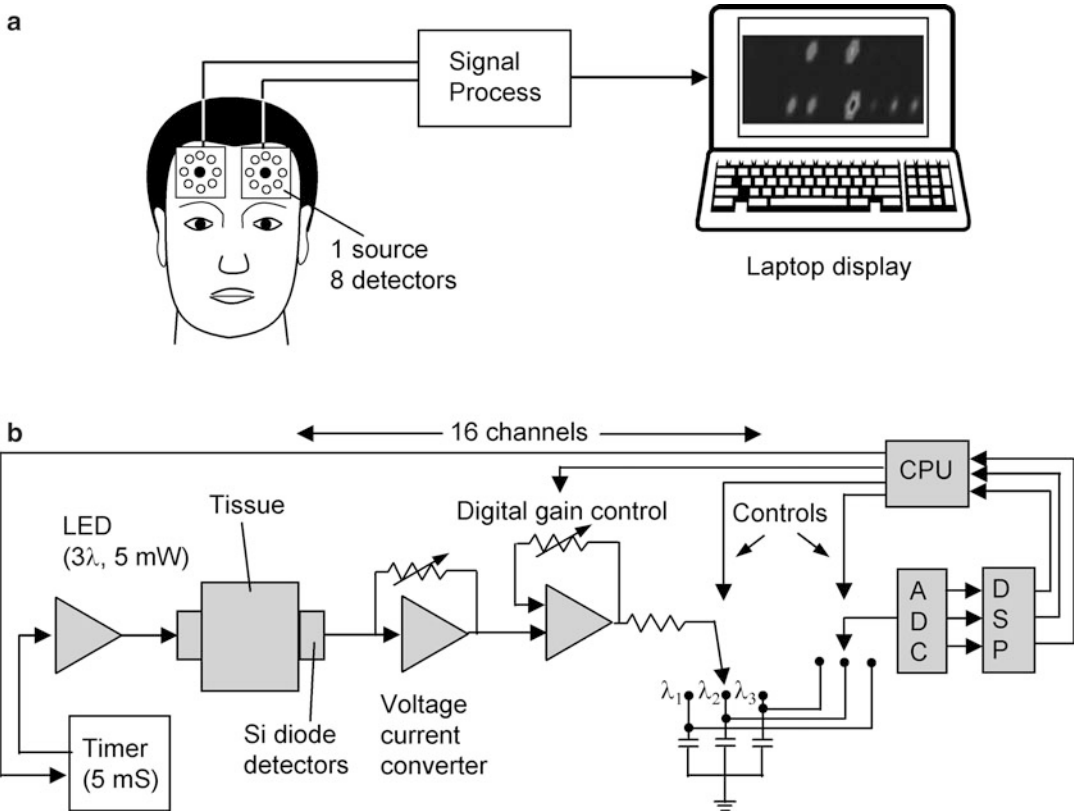 a
Signal
Process
1 source
8 detectors
Laptop display
b
16 channels
CPU
Tissue
Digital gain control
Controls
LED
(3λ, 5 mW)
A
D
C
D
S
P
λ1 λ2 λ3
Voltage
current
converter
Si diode
detectors
Timer
(5 mS)